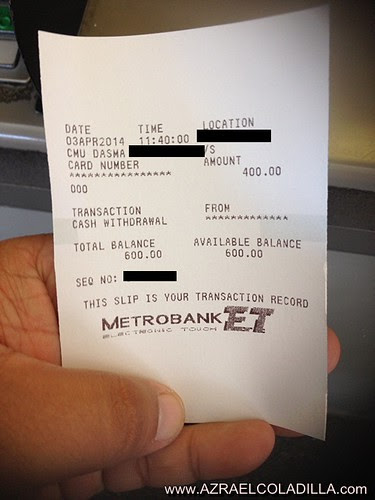 DATE TIME LOCATION
03APR2014 11:40:00
CMU DASMA /S
CARD NUMBER AMOUNT
*************** 400.00
000
TRANSACTION FROM
CASH WITHDRAWAL ************
TOTAL BALANCE AVAILABLE BALANCE
600.00 600.00
SEQ NO:
THIS SLIP IS YOUR TRANSACTION RECORD
METROBANK ET
ELECTRONIC TOUCH
www.AZRAELCOLADILLA.com